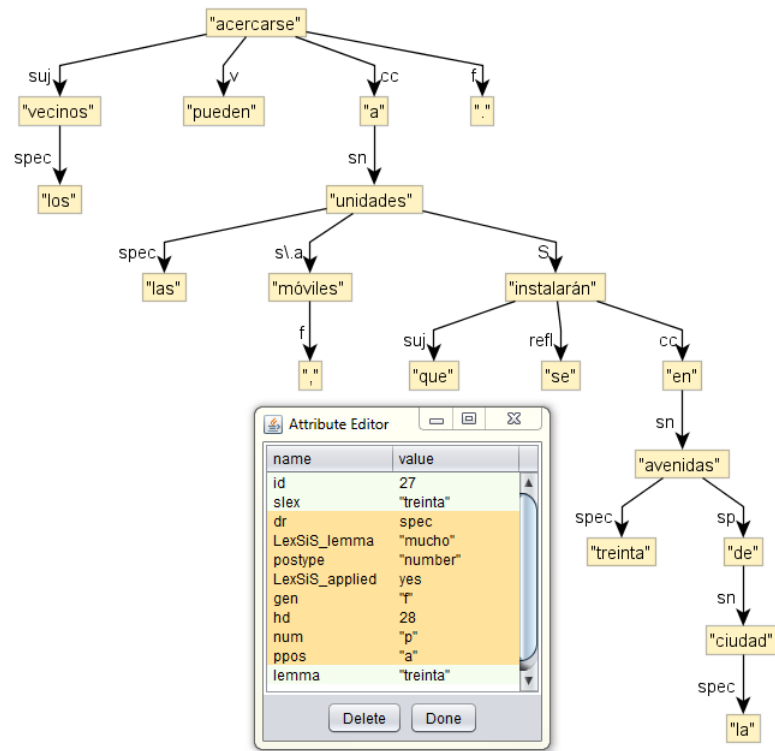 "acercarse"
suj v cc f
"vecinos" "pueden" "a" "."
spec sn
"los" "unidades"
spec s\.a S
"las" "móviles" "instalarán"
f suj refl cc
"," "que" "se" "en"
sn
"avenidas"
spec sp
"treinta" "de"
sn
"ciudad"
spec
"la"
Attribute Editor
name value
id 27
slex "treinta"
dr spec
LexSiS_lemma "mucho"
postype "number"
LexSiS_applied yes
gen "f"
hd 28
num "p"
ppos "a"
lemma "treinta"
Delete Done